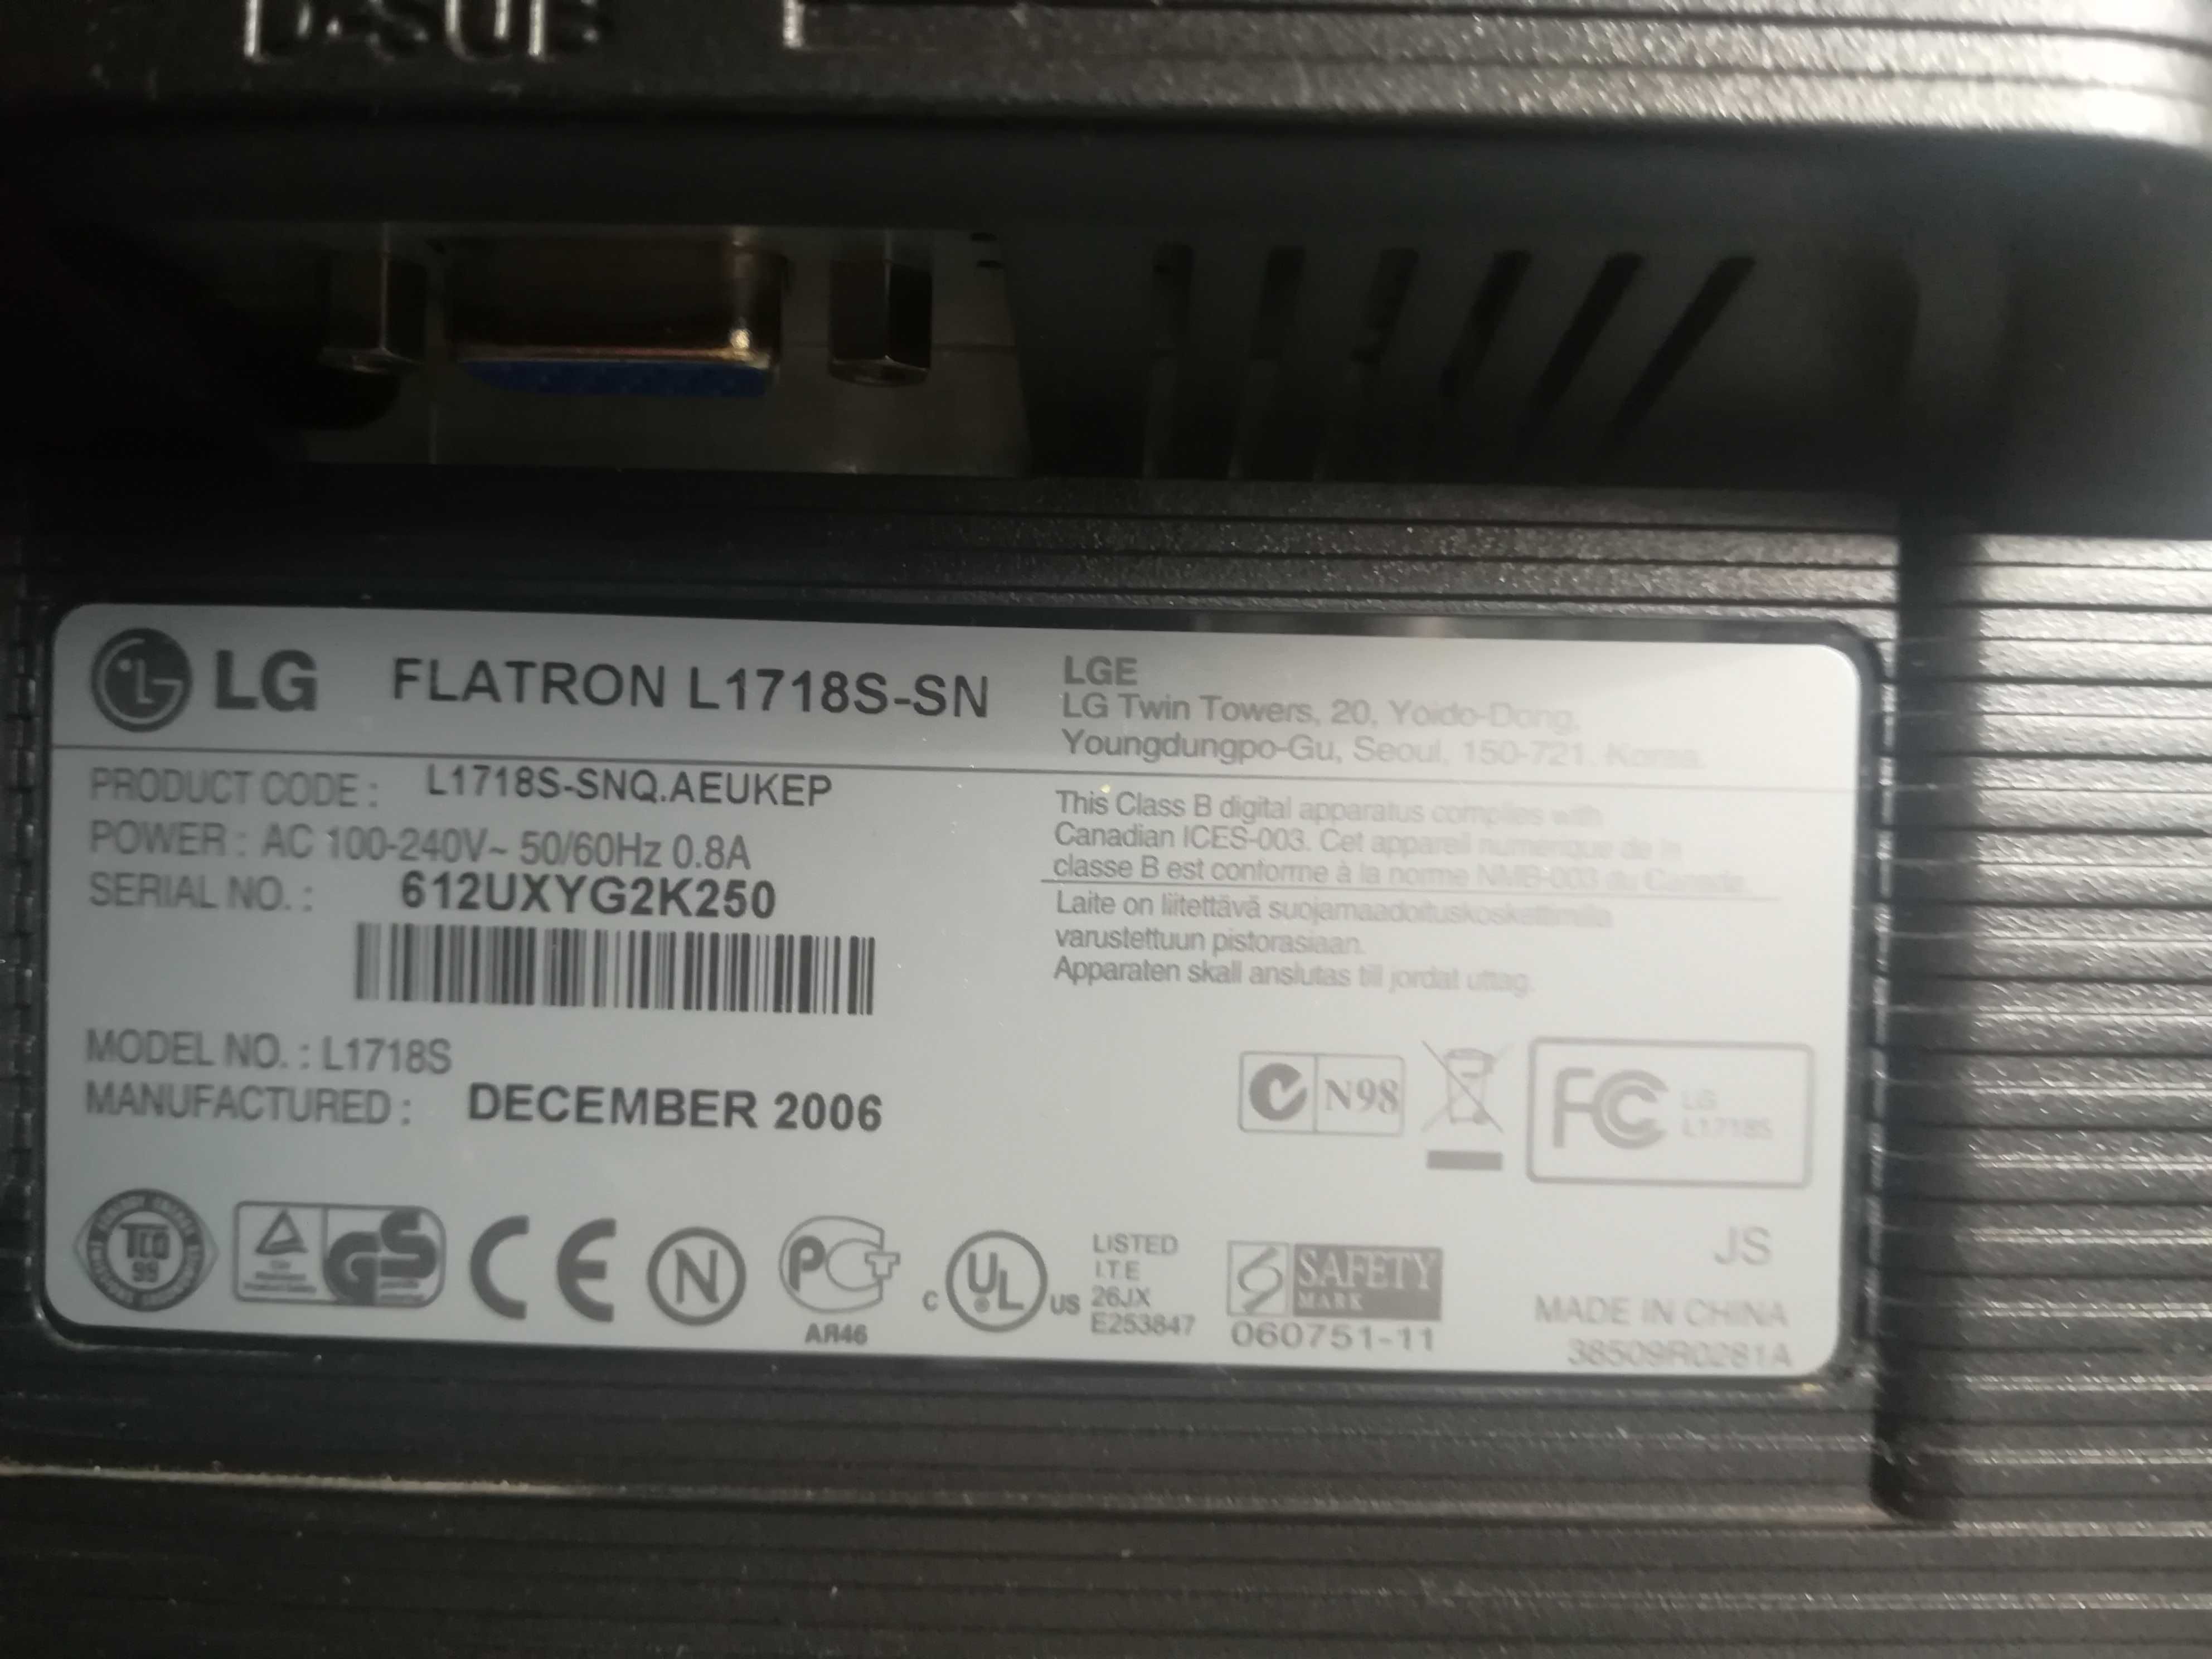 D-SUB
LG FLATRON L1718S-SN
LGE
LG Twin Towers, 20, Yoido-Dong,
Youngdungpo-Gu, Seoul, 150-721, Korea
PRODUCT CODE : L1718S-SNQ.AEUKEP
POWER : AC 100-240V~ 50/60Hz 0.8A
SERIAL NO. : 612UXYG2K250
MODEL NO. : L1718S
MANUFACTURED : DECEMBER 2006
This Class B digital apparatus complies with
Canadian ICES-003. Cet appareil numérique de la
classe B est conforme à la norme NMB-003 du Canada.
Laite on liitettävä suojamaadoituskoskettimilla
varustettuun pistorasiaan.
Apparaten skall anslutas till jordat uttag.
N98
FC LG
L1718S
TCO
99
GS
CE
N
PCT
AR46
C UL US
LISTED
I.T.E
26JX
E253847
SAFETY
MARK
060751-11
JS
MADE IN CHINA
38509R0281A